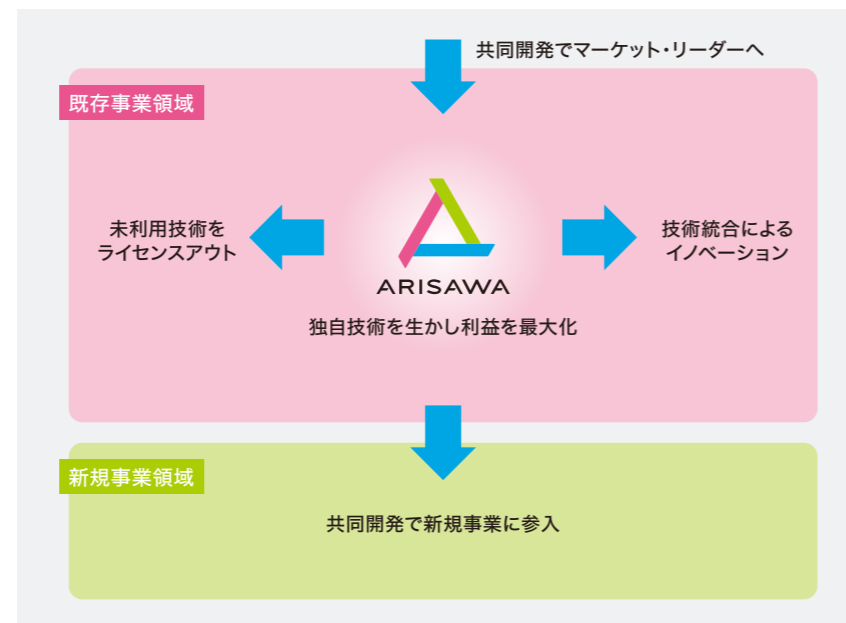 共同開発でマーケット・リーダーへ
既存事業領域
未利用技術を
ライセンスアウト
ARISAWA
独自技術を生かし利益を最大化
技術統合による
イノベーション
新規事業領域
共同開発で新規事業に参入